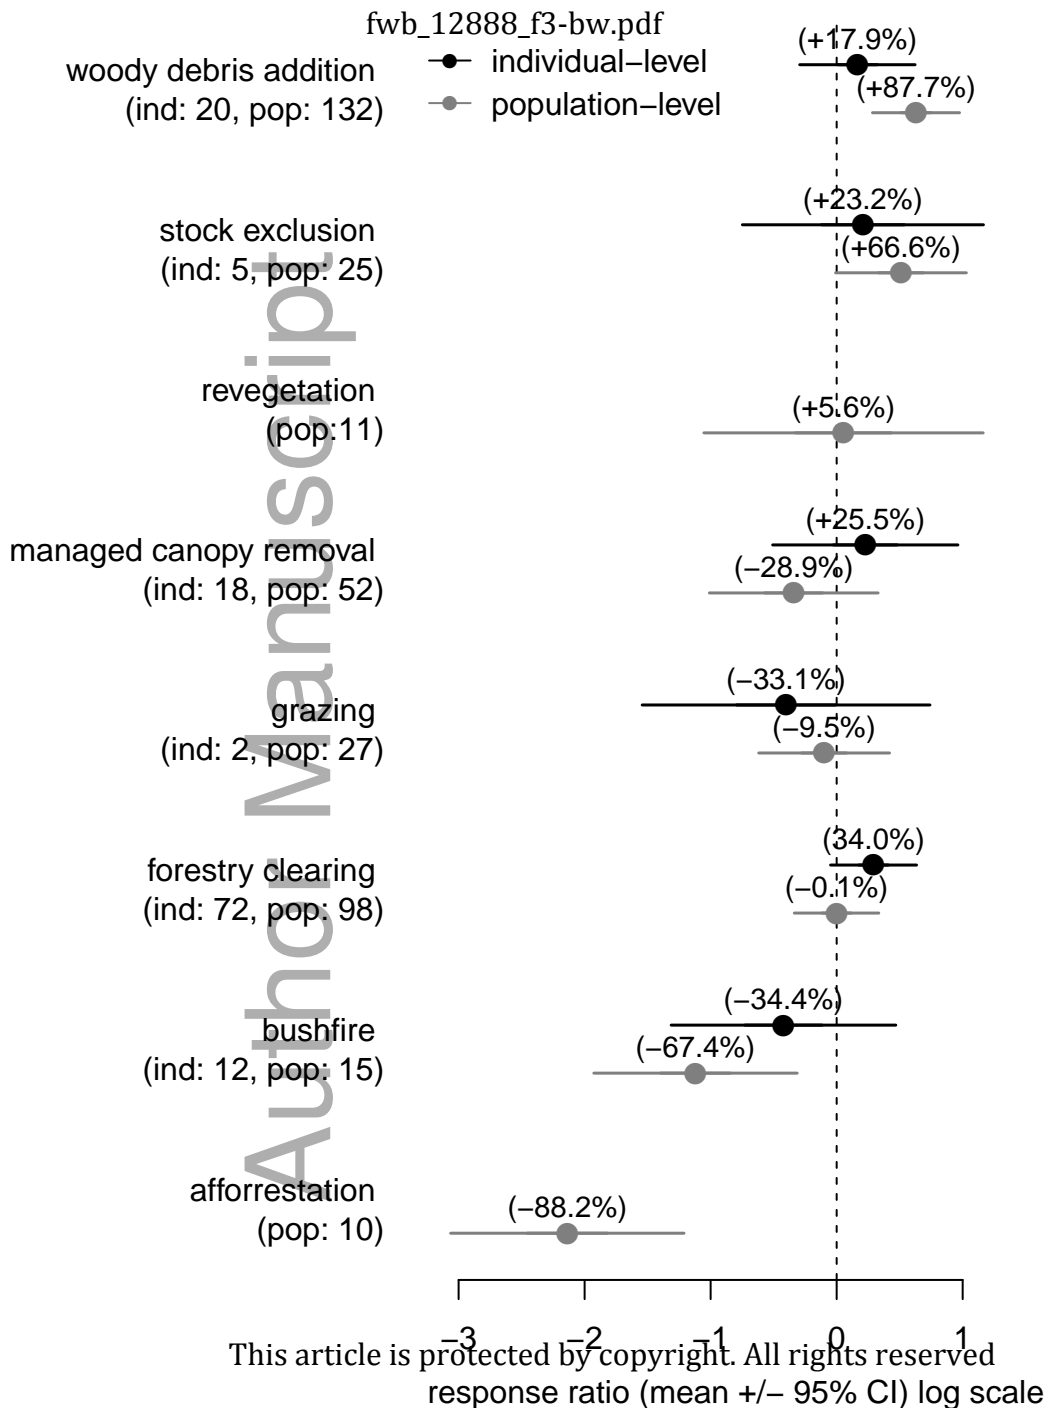 fwb_12888_f3-bw.pdf
individual–level
population–level
woody debris addition
(ind: 20, pop: 132)
(+17.9%)
(+87.7%)
stock exclusion
(ind: 5, pop: 25)
(+23.2%)
(+66.6%)
revegetation
(pop:11)
(+5.6%)
managed canopy removal
(ind: 18, pop: 52)
(+25.5%)
(−28.9%)
grazing
(ind: 2, pop: 27)
(−33.1%)
(−9.5%)
forestry clearing
(ind: 72, pop: 98)
(34.0%)
(−0.1%)
bushfire
(ind: 12, pop: 15)
(−34.4%)
(−67.4%)
afforrestation
(pop: 10)
(−88.2%)
−3 −2 −1 0 1
This article is protected by copyright. All rights reserved
response ratio (mean +/− 95% CI) log scale
Author Manuscript